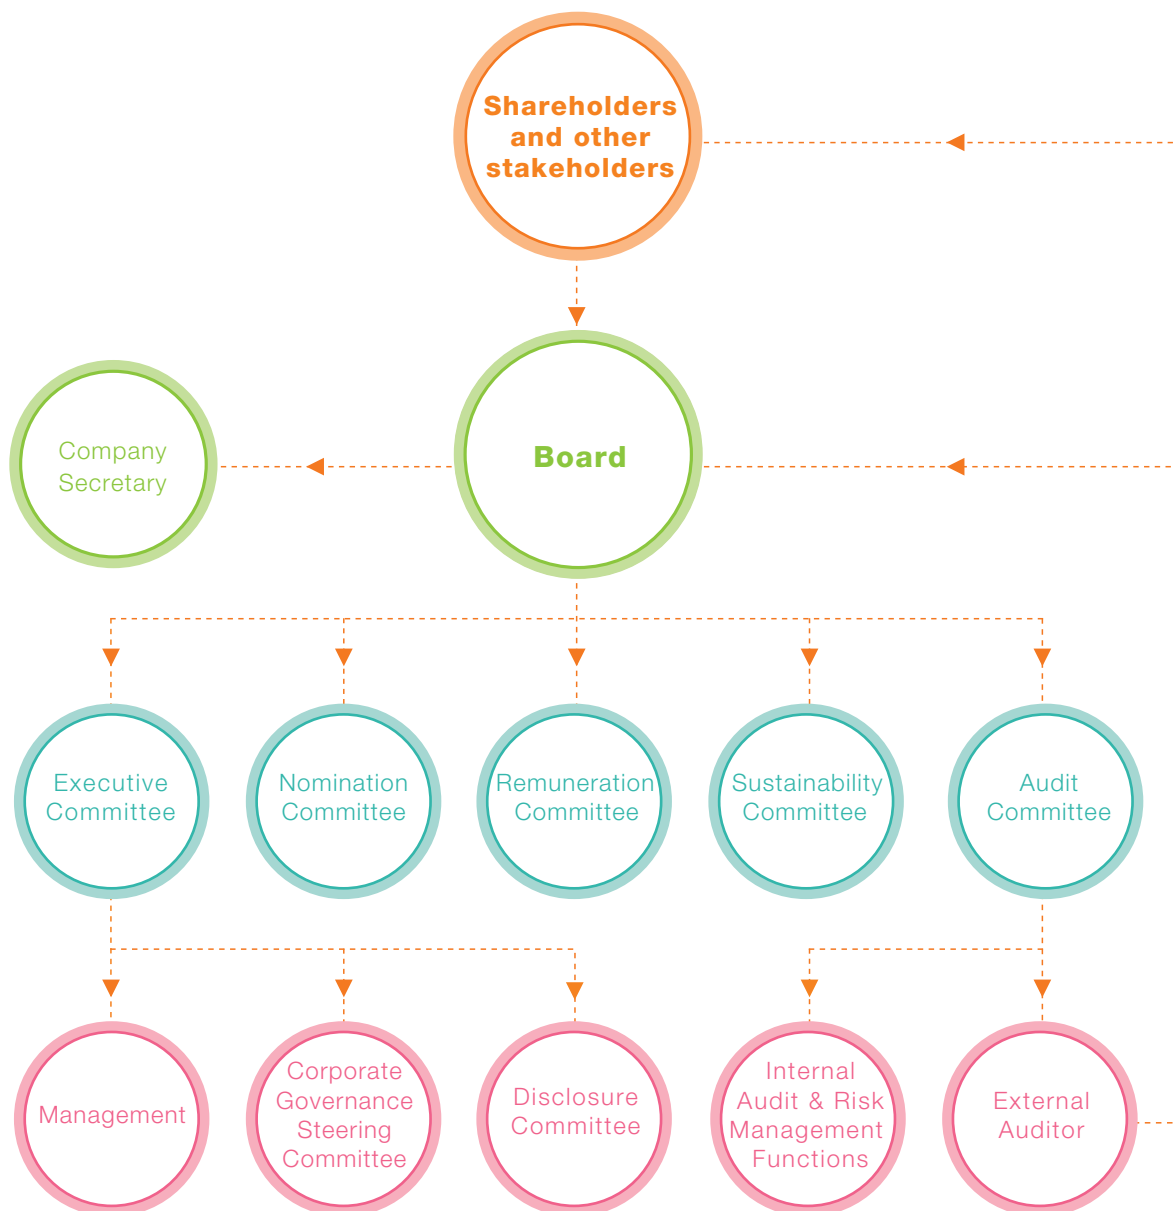 Shareholders
and other
stakeholders
Company
Secretary
Board
Executive
Committee
Nomination
Committee
Remuneration
Committee
Sustainability
Committee
Audit
Committee
Management
Corporate
Governance
Steering
Committee
Disclosure
Committee
Internal
Audit & Risk
Management
Functions
External
Auditor